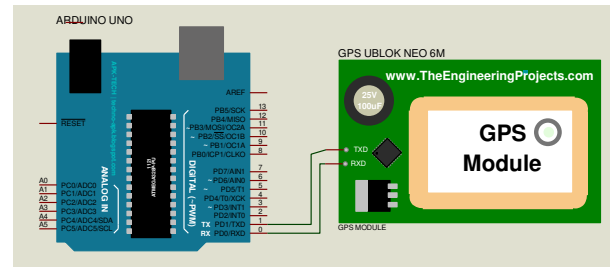 ARDUINO UNO
GPS UBLOK NEO 6M
www.TheEngineeringProjects.com
25V
100uF
GPS
Module
TXD
RXD
GPS MODULE
RESET
AREF
PB5/SCK 13
PB4/MISO 12
~PB3/MOSI/OC2A 11
~ PB2/SS/OC1B 10
~ PB1/OC1A 9
PB0/ICP1/CLKO 8
PD7/AIN1 7
~ PD6/AIN0 6
~ PD5/T1 5
PD4/T0/XCK 4
~ PD3/INT1 3
PD2/INT0 2
TX PD1/TXD 1
RX PD0/RXD 0
DIGITAL (~PWM)
ANALOG IN
A0 PC0/ADC0
A1 PC1/ADC1
A2 PC2/ADC2
A3 PC3/ADC3
A4 PC4/ADC4/SDA
A5 PC5/ADC5/SCL